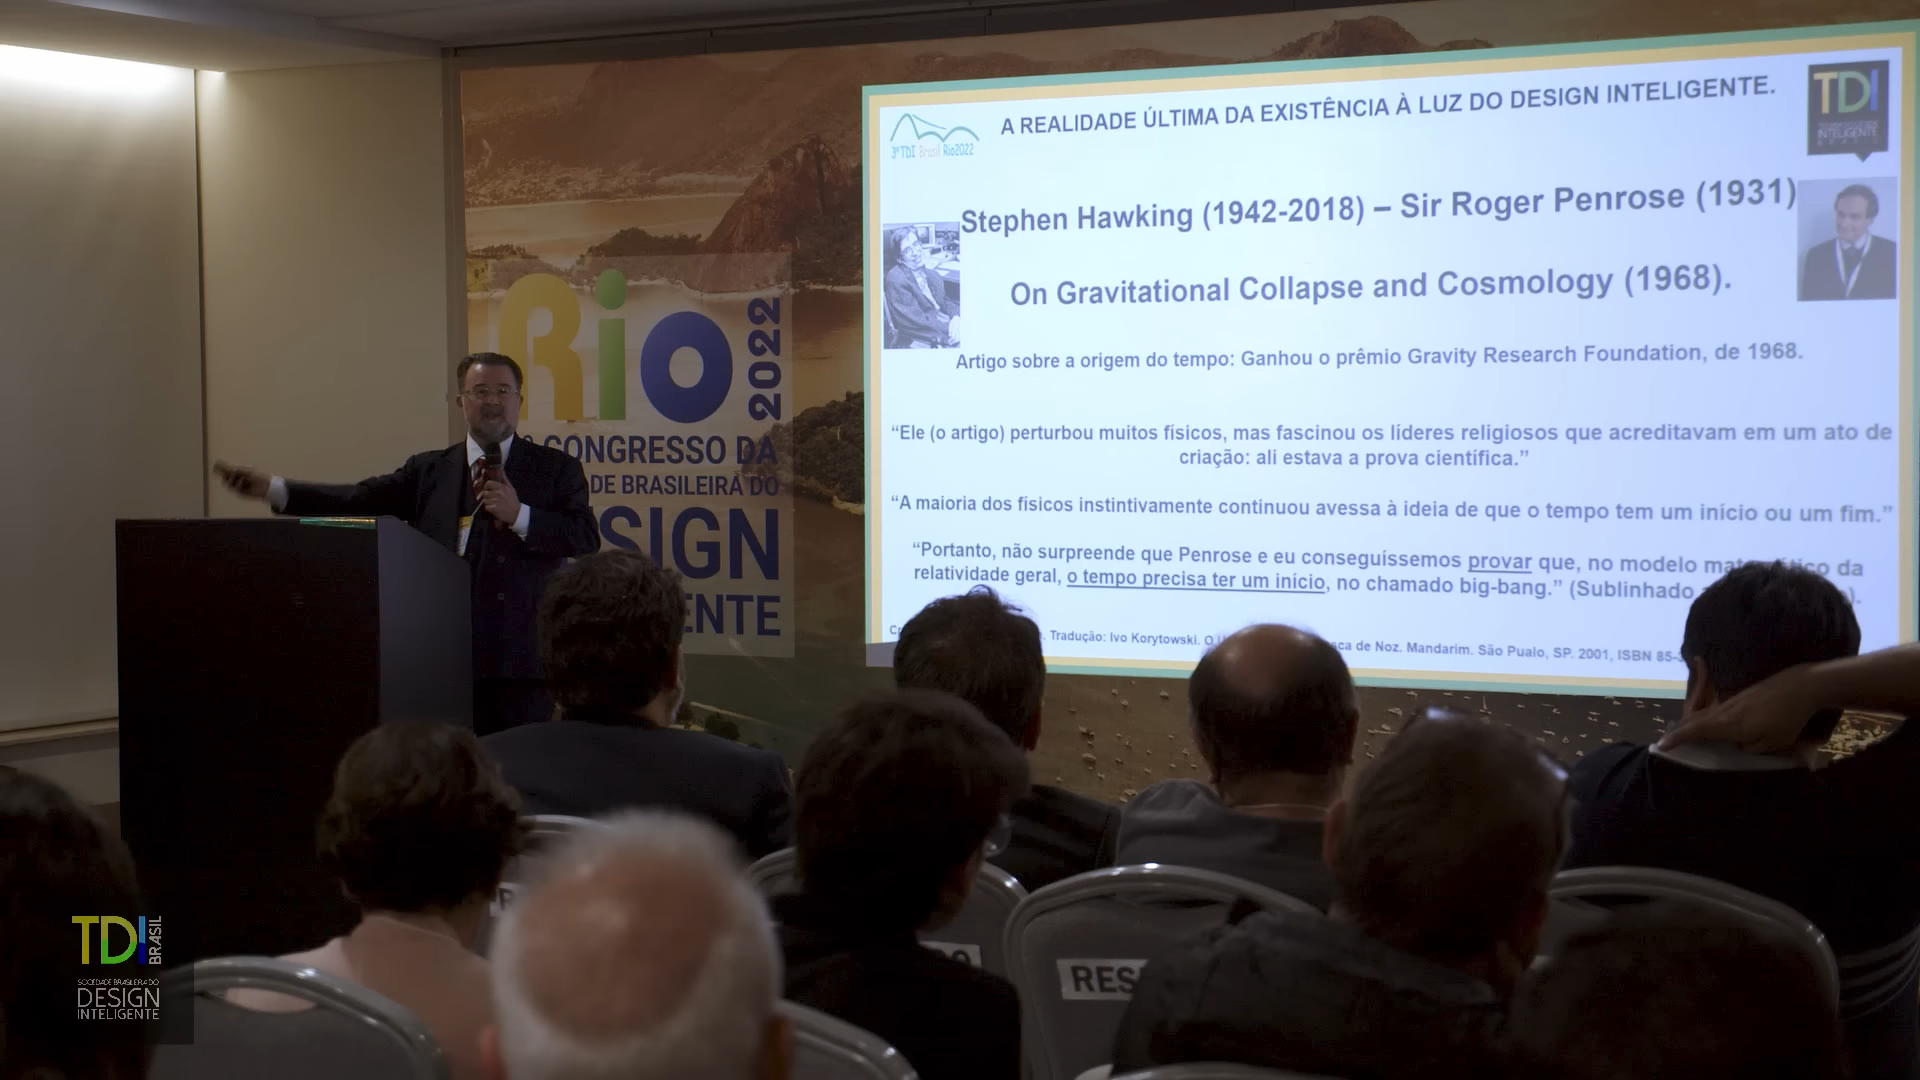 A REALIDADE ÚLTIMA DA EXISTÊNCIA À LUZ DO DESIGN INTELIGENTE.
3º TDI Brasil Rio2022
TDI
INTELIGENTE
BRASIL
Stephen Hawking (1942-2018) – Sir Roger Penrose (1931)
On Gravitational Collapse and Cosmology (1968).
Artigo sobre a origem do tempo: Ganhou o prêmio Gravity Research Foundation, de 1968.
“Ele (o artigo) perturbou muitos físicos, mas fascinou os líderes religiosos que acreditavam em um ato de
criação: ali estava a prova científica.”
“A maioria dos físicos instintivamente continuou avessa à ideia de que o tempo tem um início ou um fim.”
“Portanto, não surpreende que Penrose e eu conseguíssemos provar que, no modelo da
relatividade geral, o tempo precisa ter um início, no chamado big-bang.” (Sublinhado
Tradução: Ivo Korytowski. O de Noz. Mandarim. São Pualo, SP. 2001, ISBN 85-
Rio 2022
CONGRESSO DA
DE BRASILEIRA DO
SIGN
ENTE
RES
TDI BRASIL
SOCIEDADE BRASILEIRA DO
DESIGN
INTELIGENTE